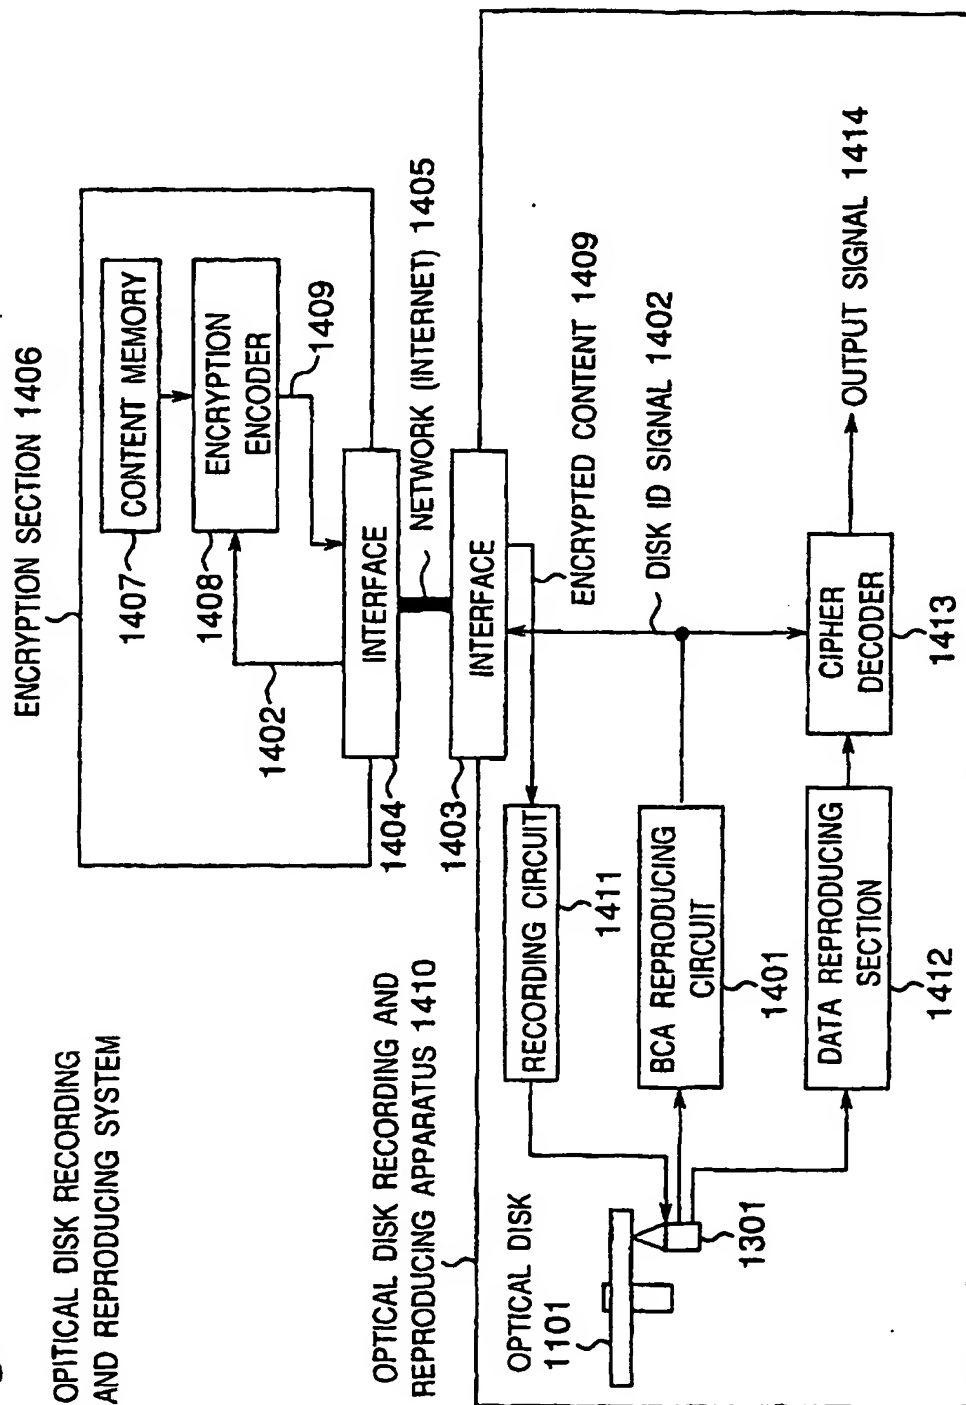 OPITICAL DISK RECORDING
AND REPRODUCING SYSTEM
ENCRYPTION SECTION 1406
CONTENT MEMORY
1407
ENCRYPTION
ENCODER
1408
1409
1402
INTERFACE
1404
NETWORK (INTERNET) 1405
OPTICAL DISK RECORDING AND
REPRODUCING APPARATUS 1410
INTERFACE
1403
ENCRYPTED CONTENT 1409
DISK ID SIGNAL 1402
RECORDING CIRCUIT
1411
OPTICAL DISK
1101
1301
BCA REPRODUCING
CIRCUIT
1401
DATA REPRODUCING
SECTION
1412
CIPHER
DECODER
1413
OUTPUT SIGNAL 1414